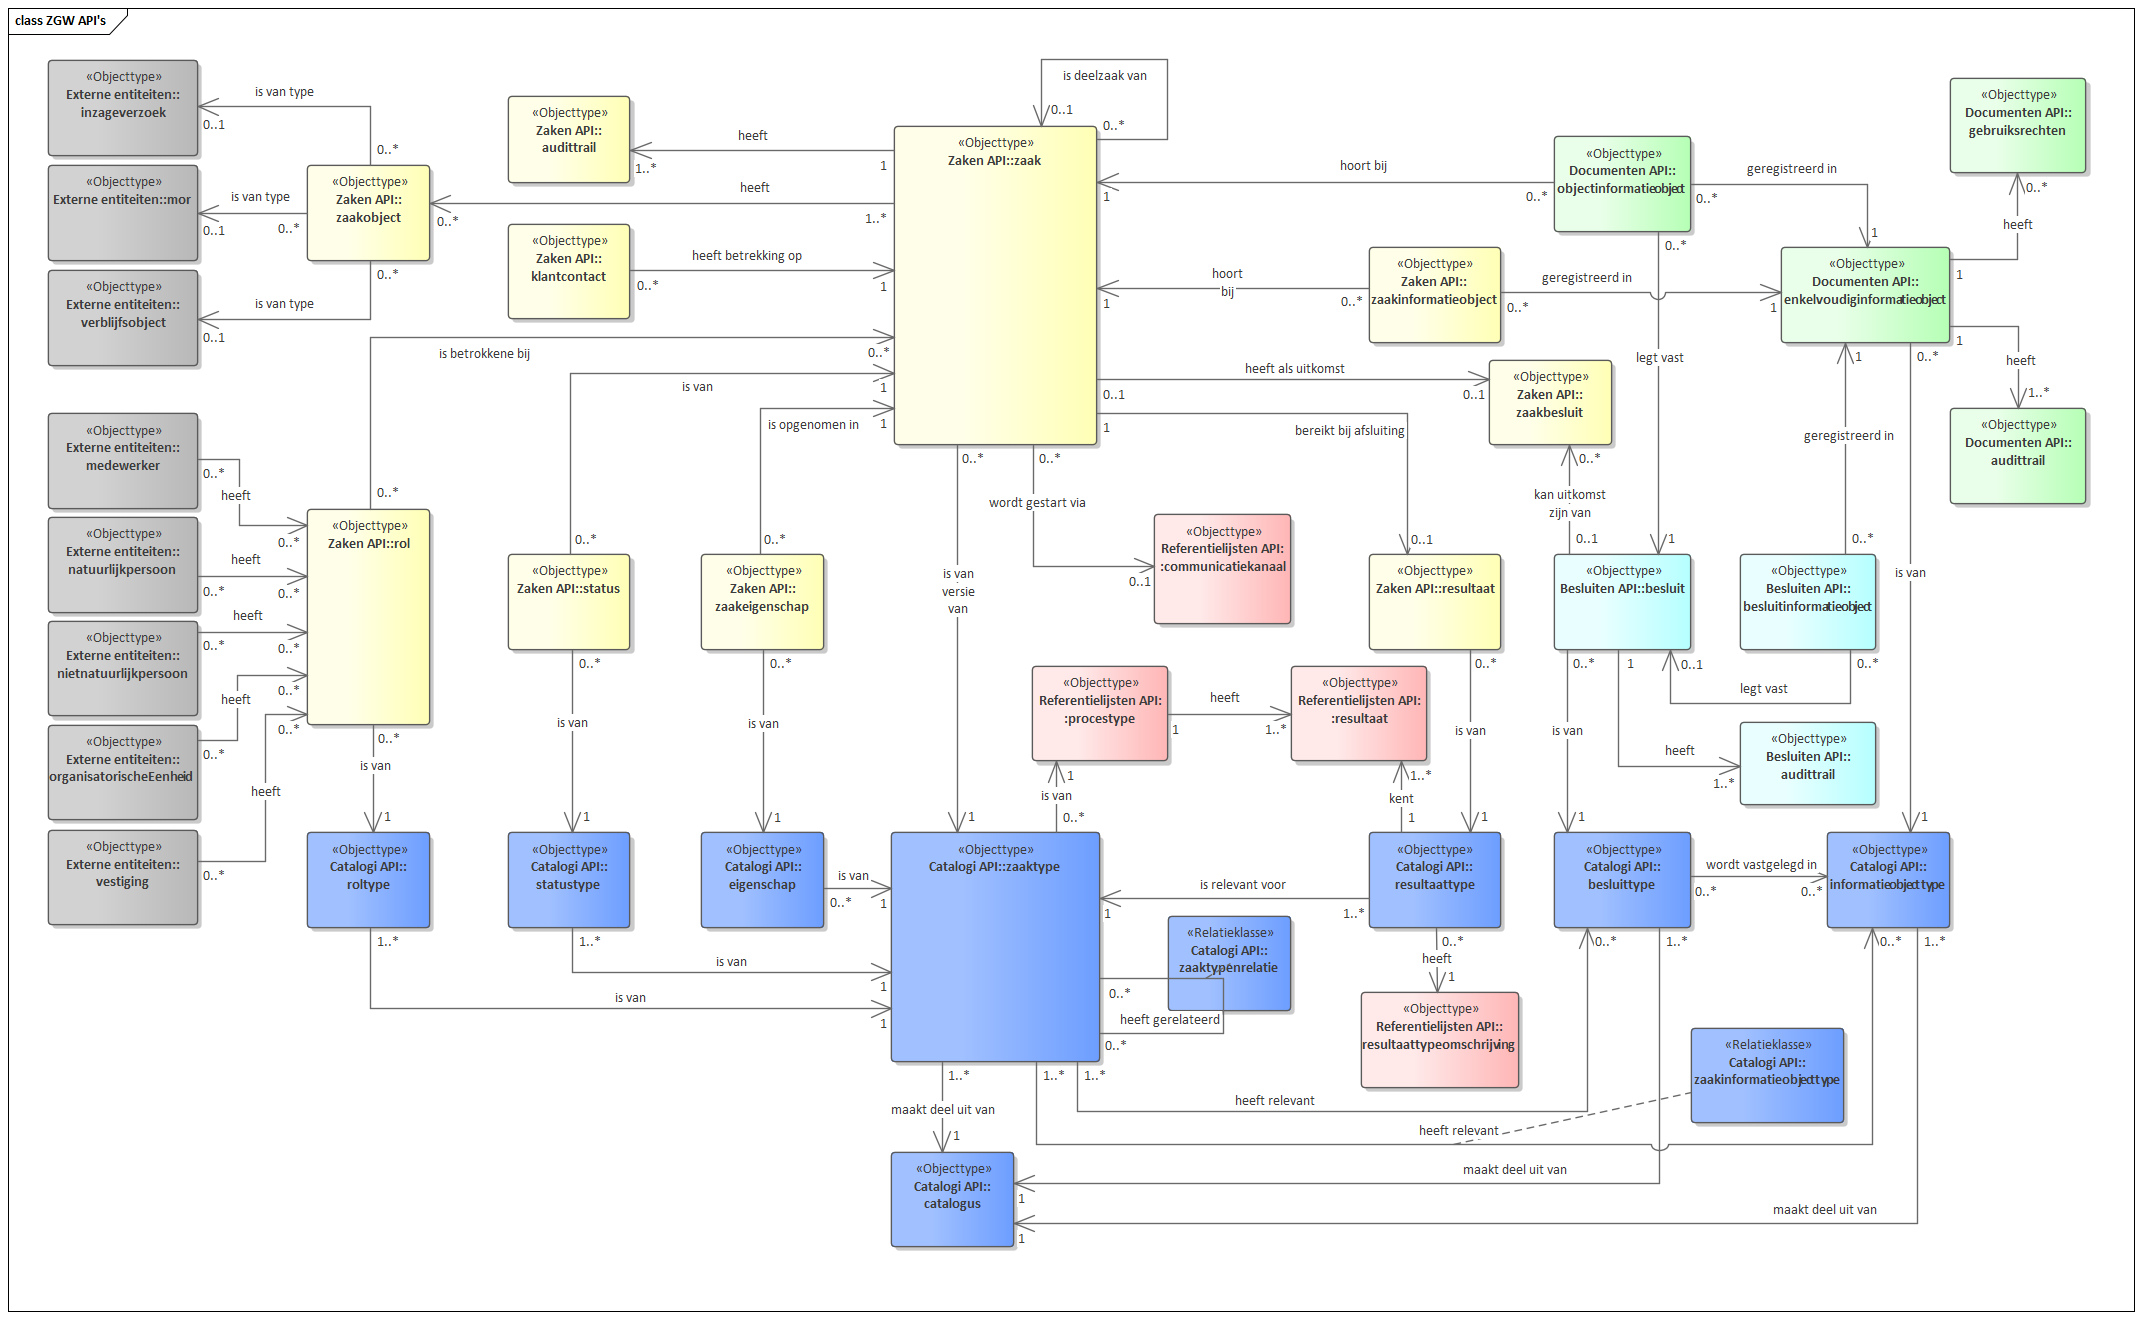 class ZGW API's
«Objecttype»
Externe entiteiten::
inzageverzoek
is van type
0..1
0..*
«Objecttype»
Externe entiteiten::mor
is van type
0..1
0..*
«Objecttype»
Externe entiteiten::
verblijfsobject
is van type
0..1
0..*
«Objecttype»
Zaken API::
zaakobject
«Objecttype»
Zaken API::
audittrail
heeft
1..*
1
heeft
0..*
1..*
«Objecttype»
Zaken API::
klantcontact
heeft betrekking op
0..*
1
is deelzaak van
0..1
0..*
«Objecttype»
Zaken API::zaak
is betrokkene bij
0..*
0..*
is van
1
0..*
is opgenomen in
1
0..*
hoort bij
1
0..*
«Objecttype»
Documenten API::
objectinformatieobject
geregistreerd in
0..*
1
0..*
legt vast
1
«Objecttype»
Documenten API::
gebruiksrechten
0..*
heeft
1
hoort
bij
1
0..*
«Objecttype»
Zaken API::
zaakinformatieobject
geregistreerd in
0..*
1
«Objecttype»
Documenten API::
enkelvoudiginformatieobject
1
heeft
1..*
«Objecttype»
Documenten API::
audittrail
heeft als uitkomst
0..1
0..1
«Objecttype»
Zaken API::
zaakbesluit
0..*
kan uitkomst
zijn van
0..1
bereikt bij afsluiting
1
0..1
1
geregistreerd in
0..*
0..*
is van
1
«Objecttype»
Externe entiteiten::
medewerker
0..*
heeft
0..*
«Objecttype»
Externe entiteiten::
natuurlijkpersoon
heeft
0..*
0..*
«Objecttype»
Externe entiteiten::
nietnatuurlijkpersoon
heeft
0..*
0..*
«Objecttype»
Externe entiteiten::
organisatorischeEenheid
heeft
0..*
0..*
«Objecttype»
Externe entiteiten::
vestiging
heeft
0..*
0..*
«Objecttype»
Zaken API::rol
0..*
is van
1
«Objecttype»
Zaken API::status
0..*
is van
1
«Objecttype»
Zaken API::
zaakeigenschap
0..*
is van
1
0..*
is van
versie
van
1
0..*
wordt gestart via
0..1
«Objecttype»
Referentielijsten API:
:communicatiekanaal
«Objecttype»
Zaken API::resultaat
0..*
is van
1
«Objecttype»
Besluiten API::besluit
0..*
is van
1
1
heeft
1..*
0..1
legt vast
0..*
«Objecttype»
Besluiten API::
besluitinformatieobject
«Objecttype»
Besluiten API::
audittrail
«Objecttype»
Referentielijsten API:
:procestype
heeft
1
1..*
«Objecttype»
Referentielijsten API:
:resultaat
1
is van
0..*
1..*
kent
1
«Objecttype»
Catalogi API::
roltype
1..*
is van
1
«Objecttype»
Catalogi API::
statustype
1..*
is van
1
«Objecttype»
Catalogi API::
eigenschap
is van
0..*
1
«Objecttype»
Catalogi API::zaaktype
is relevant voor
1
1..*
«Objecttype»
Catalogi API::
resultaattype
0..*
heeft
1
«Objecttype»
Catalogi API::
besluittype
wordt vastgelegd in
0..*
0..*
«Objecttype»
Catalogi API::
informatieobjecttype
«Relatieklasse»
Catalogi API::
zaaktypenrelatie
0..*
heeft gerelateerd
0..*
«Objecttype»
Referentielijsten API::
resultaattypeomschrijving
«Relatieklasse»
Catalogi API::
zaakinformatieobjecttype
1..*
maakt deel uit van
1
1..*
heeft relevant
0..*
1..*
heeft relevant
0..*
1..*
maakt deel uit van
1
1..*
maakt deel uit van
1
«Objecttype»
Catalogi API::
catalogus